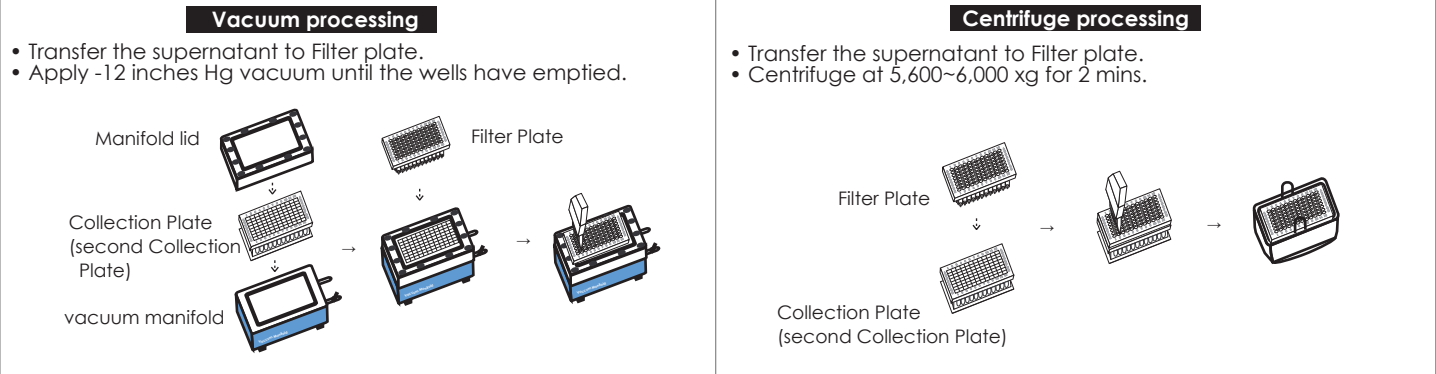 Vacuum processing
• Transfer the supernatant to Filter plate.
• Apply -12 inches Hg vacuum until the wells have emptied.
Manifold lid
Filter Plate
Collection Plate
(second Collection
Plate)
vacuum manifold
Centrifuge processing
• Transfer the supernatant to Filter plate.
• Centrifuge at 5,600~6,000 xg for 2 mins.
Filter Plate
Collection Plate
(second Collection Plate)